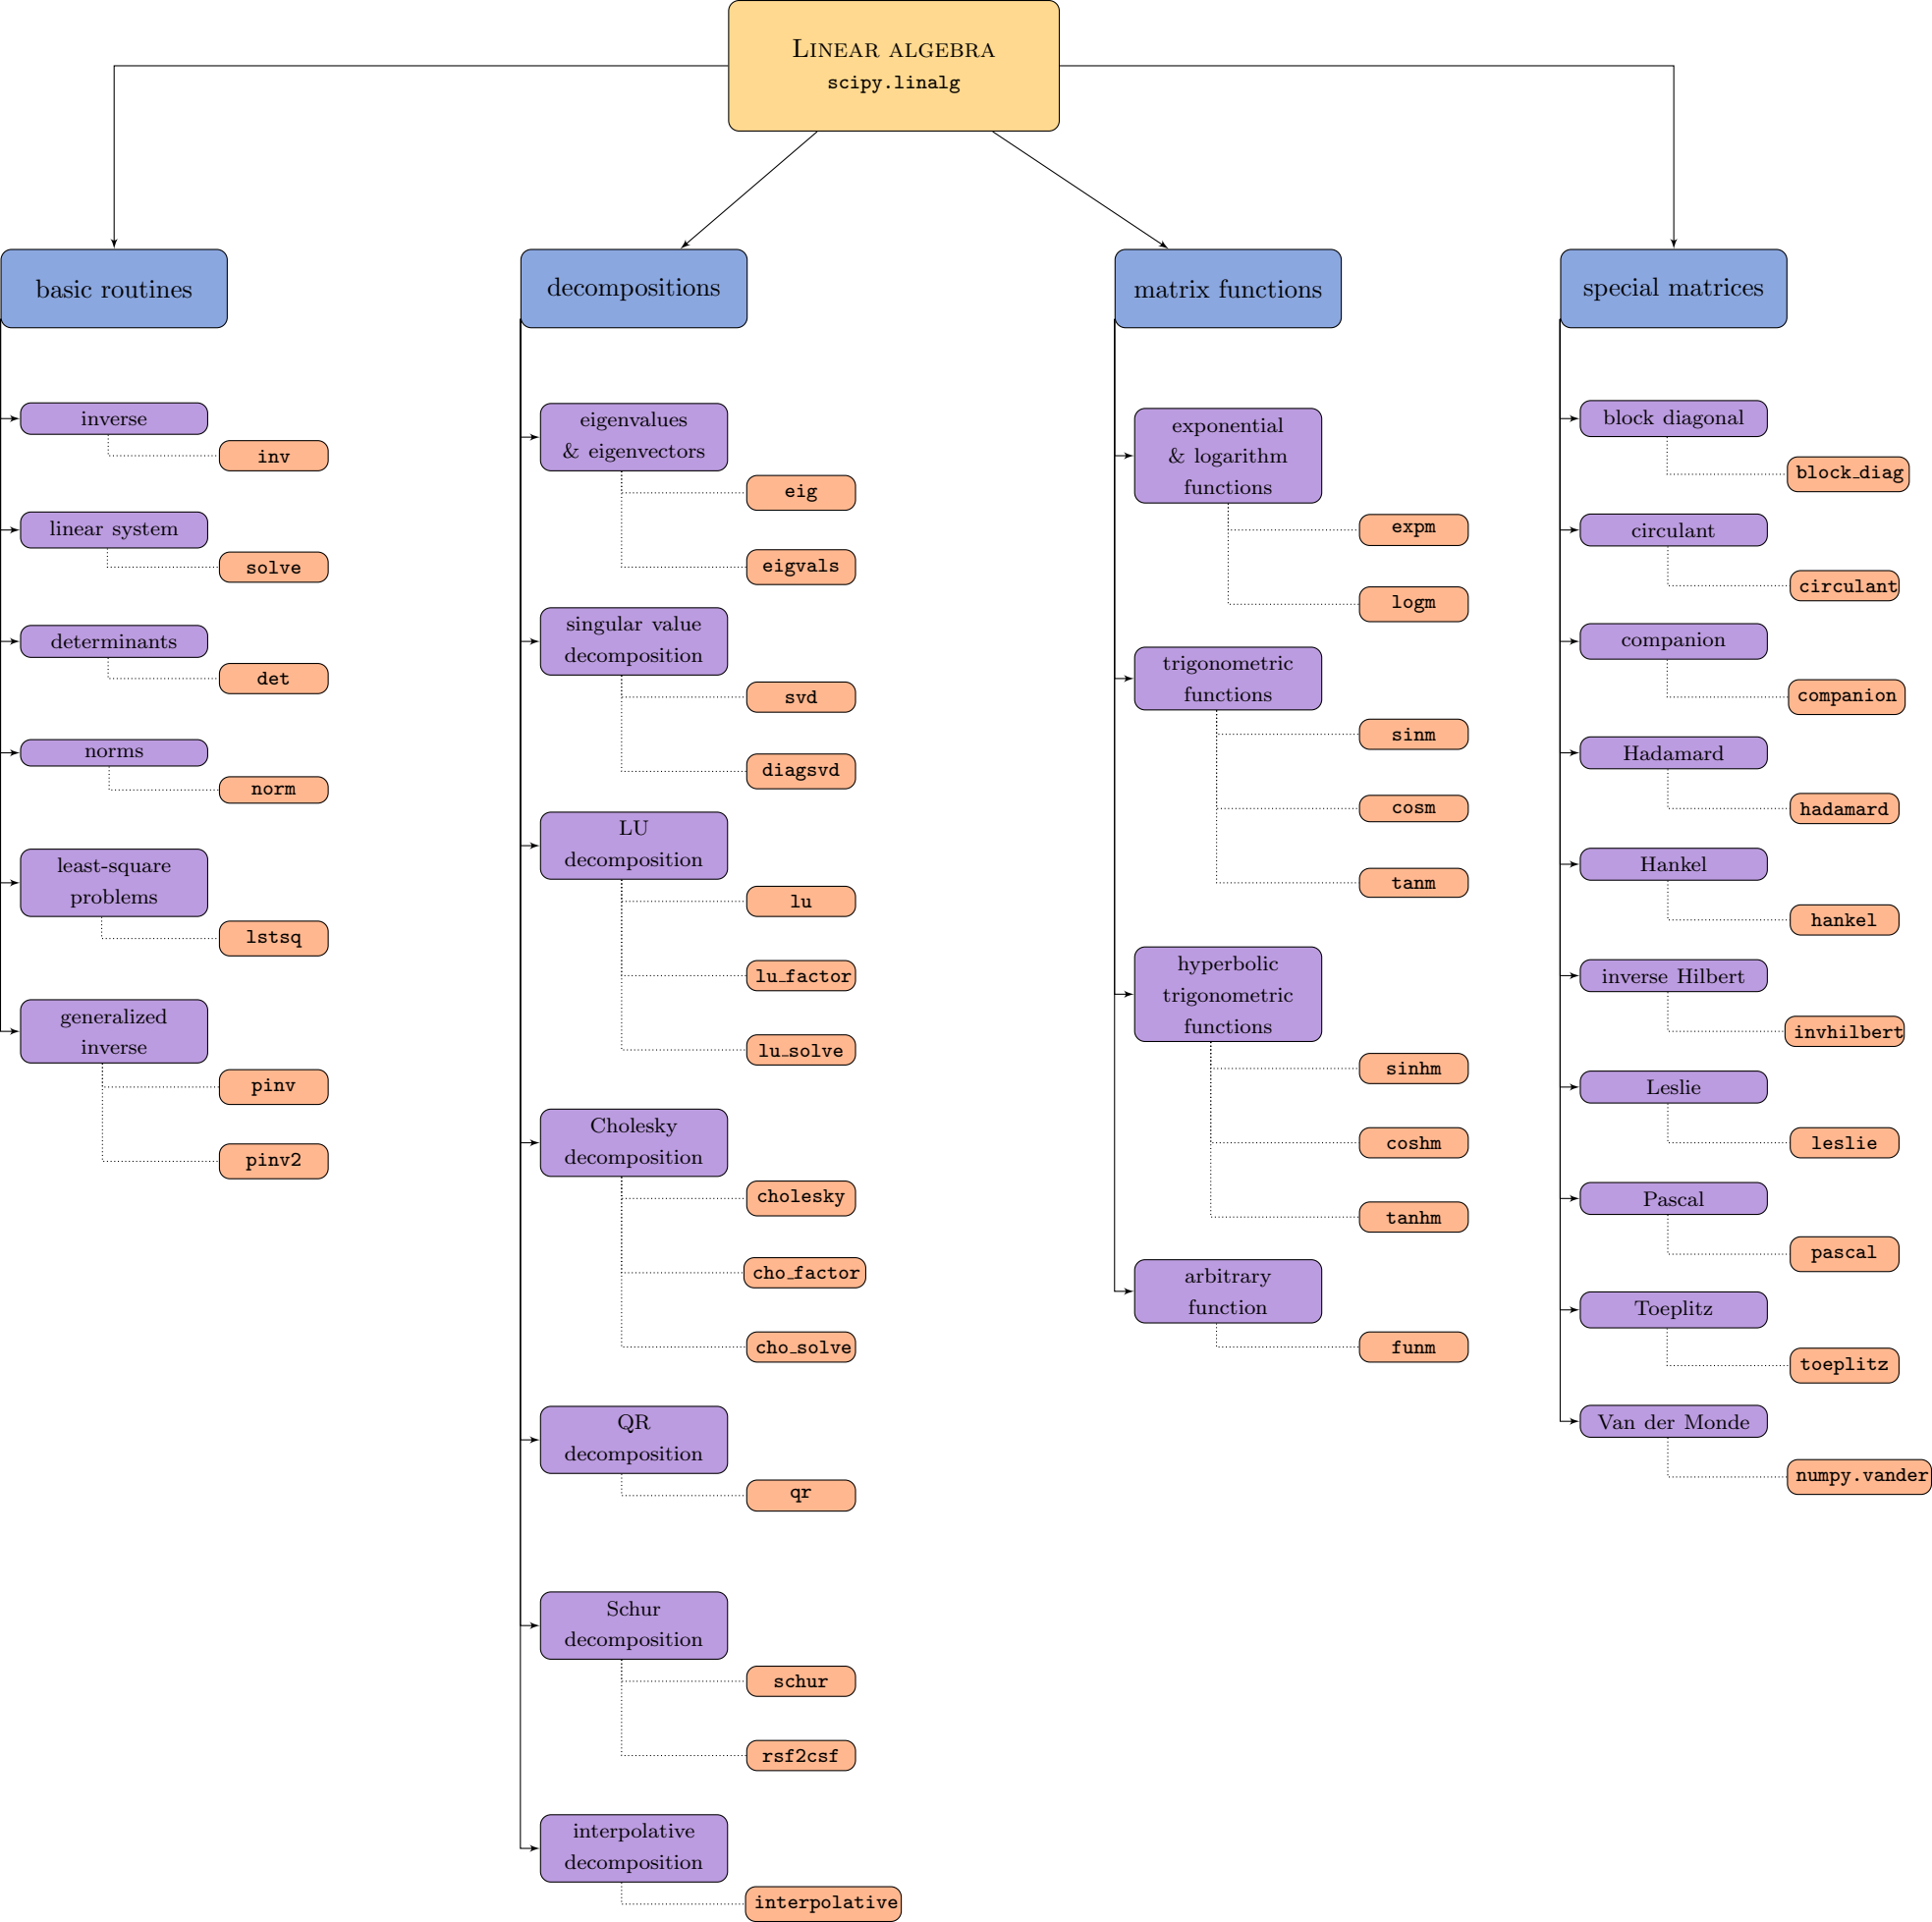 Linear algebra
scipy.linalg
basic routines
inverse
inv
linear system
solve
determinants
det
norms
norm
least-square
problems
lstsq
generalized
inverse
pinv
pinv2
decompositions
eigenvalues
& eigenvectors
eig
eigvals
singular value
decomposition
svd
diagsvd
LU
decomposition
lu
lu_factor
lu_solve
Cholesky
decomposition
cholesky
cho_factor
cho_solve
QR
decomposition
qr
Schur
decomposition
schur
rsf2csf
interpolative
decomposition
interpolative
matrix functions
exponential
& logarithm
functions
expm
logm
trigonometric
functions
sinm
cosm
tanm
hyperbolic
trigonometric
functions
sinhm
coshm
tanhm
arbitrary
function
funm
special matrices
block diagonal
block_diag
circulant
circulant
companion
companion
Hadamard
hadamard
Hankel
hankel
inverse Hilbert
invhilbert
Leslie
leslie
Pascal
pascal
Toeplitz
toeplitz
Van der Monde
numpy.vander